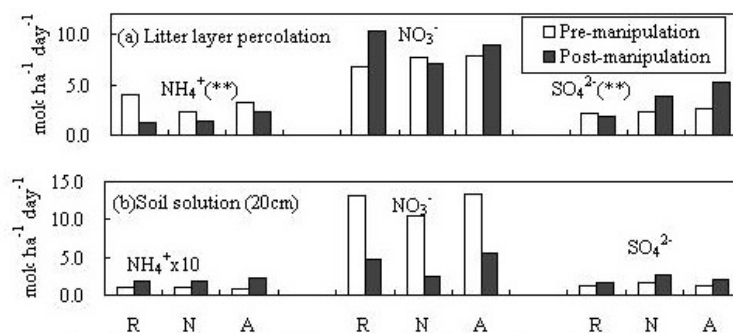 (a) Litter layer percolation
Pre-manipulation
Post-manipulation
molc ha⁻¹ day⁻¹
10.0
5.0
0.0
NH₄⁺(**)
NO₃⁻
SO₄²⁻(**)
R N A R N A R N A
(b)Soil solution (20cm)
molc ha⁻¹ day⁻¹
15.0
10.0
5.0
0.0
NH₄⁺x10
NO₃⁻
SO₄²⁻
R N A R N A R N A